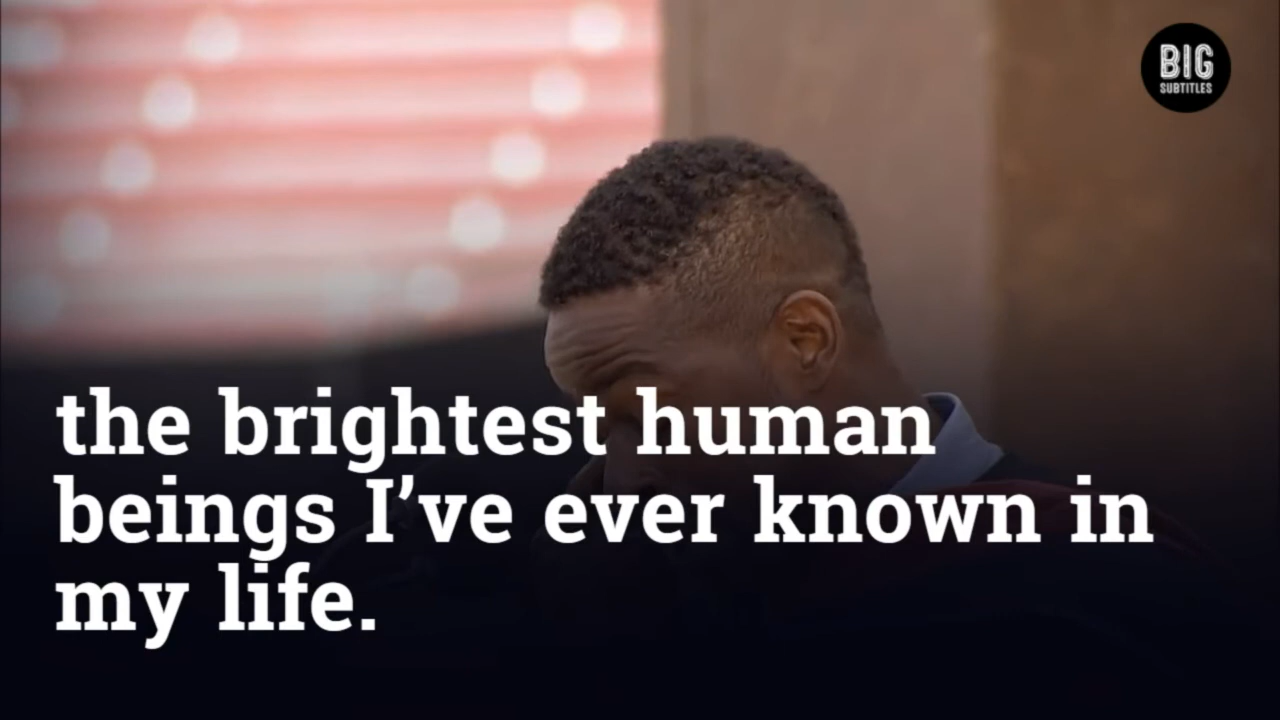 BIG
SUBTITLES
the brightest human
beings I’ve ever known in
my life.